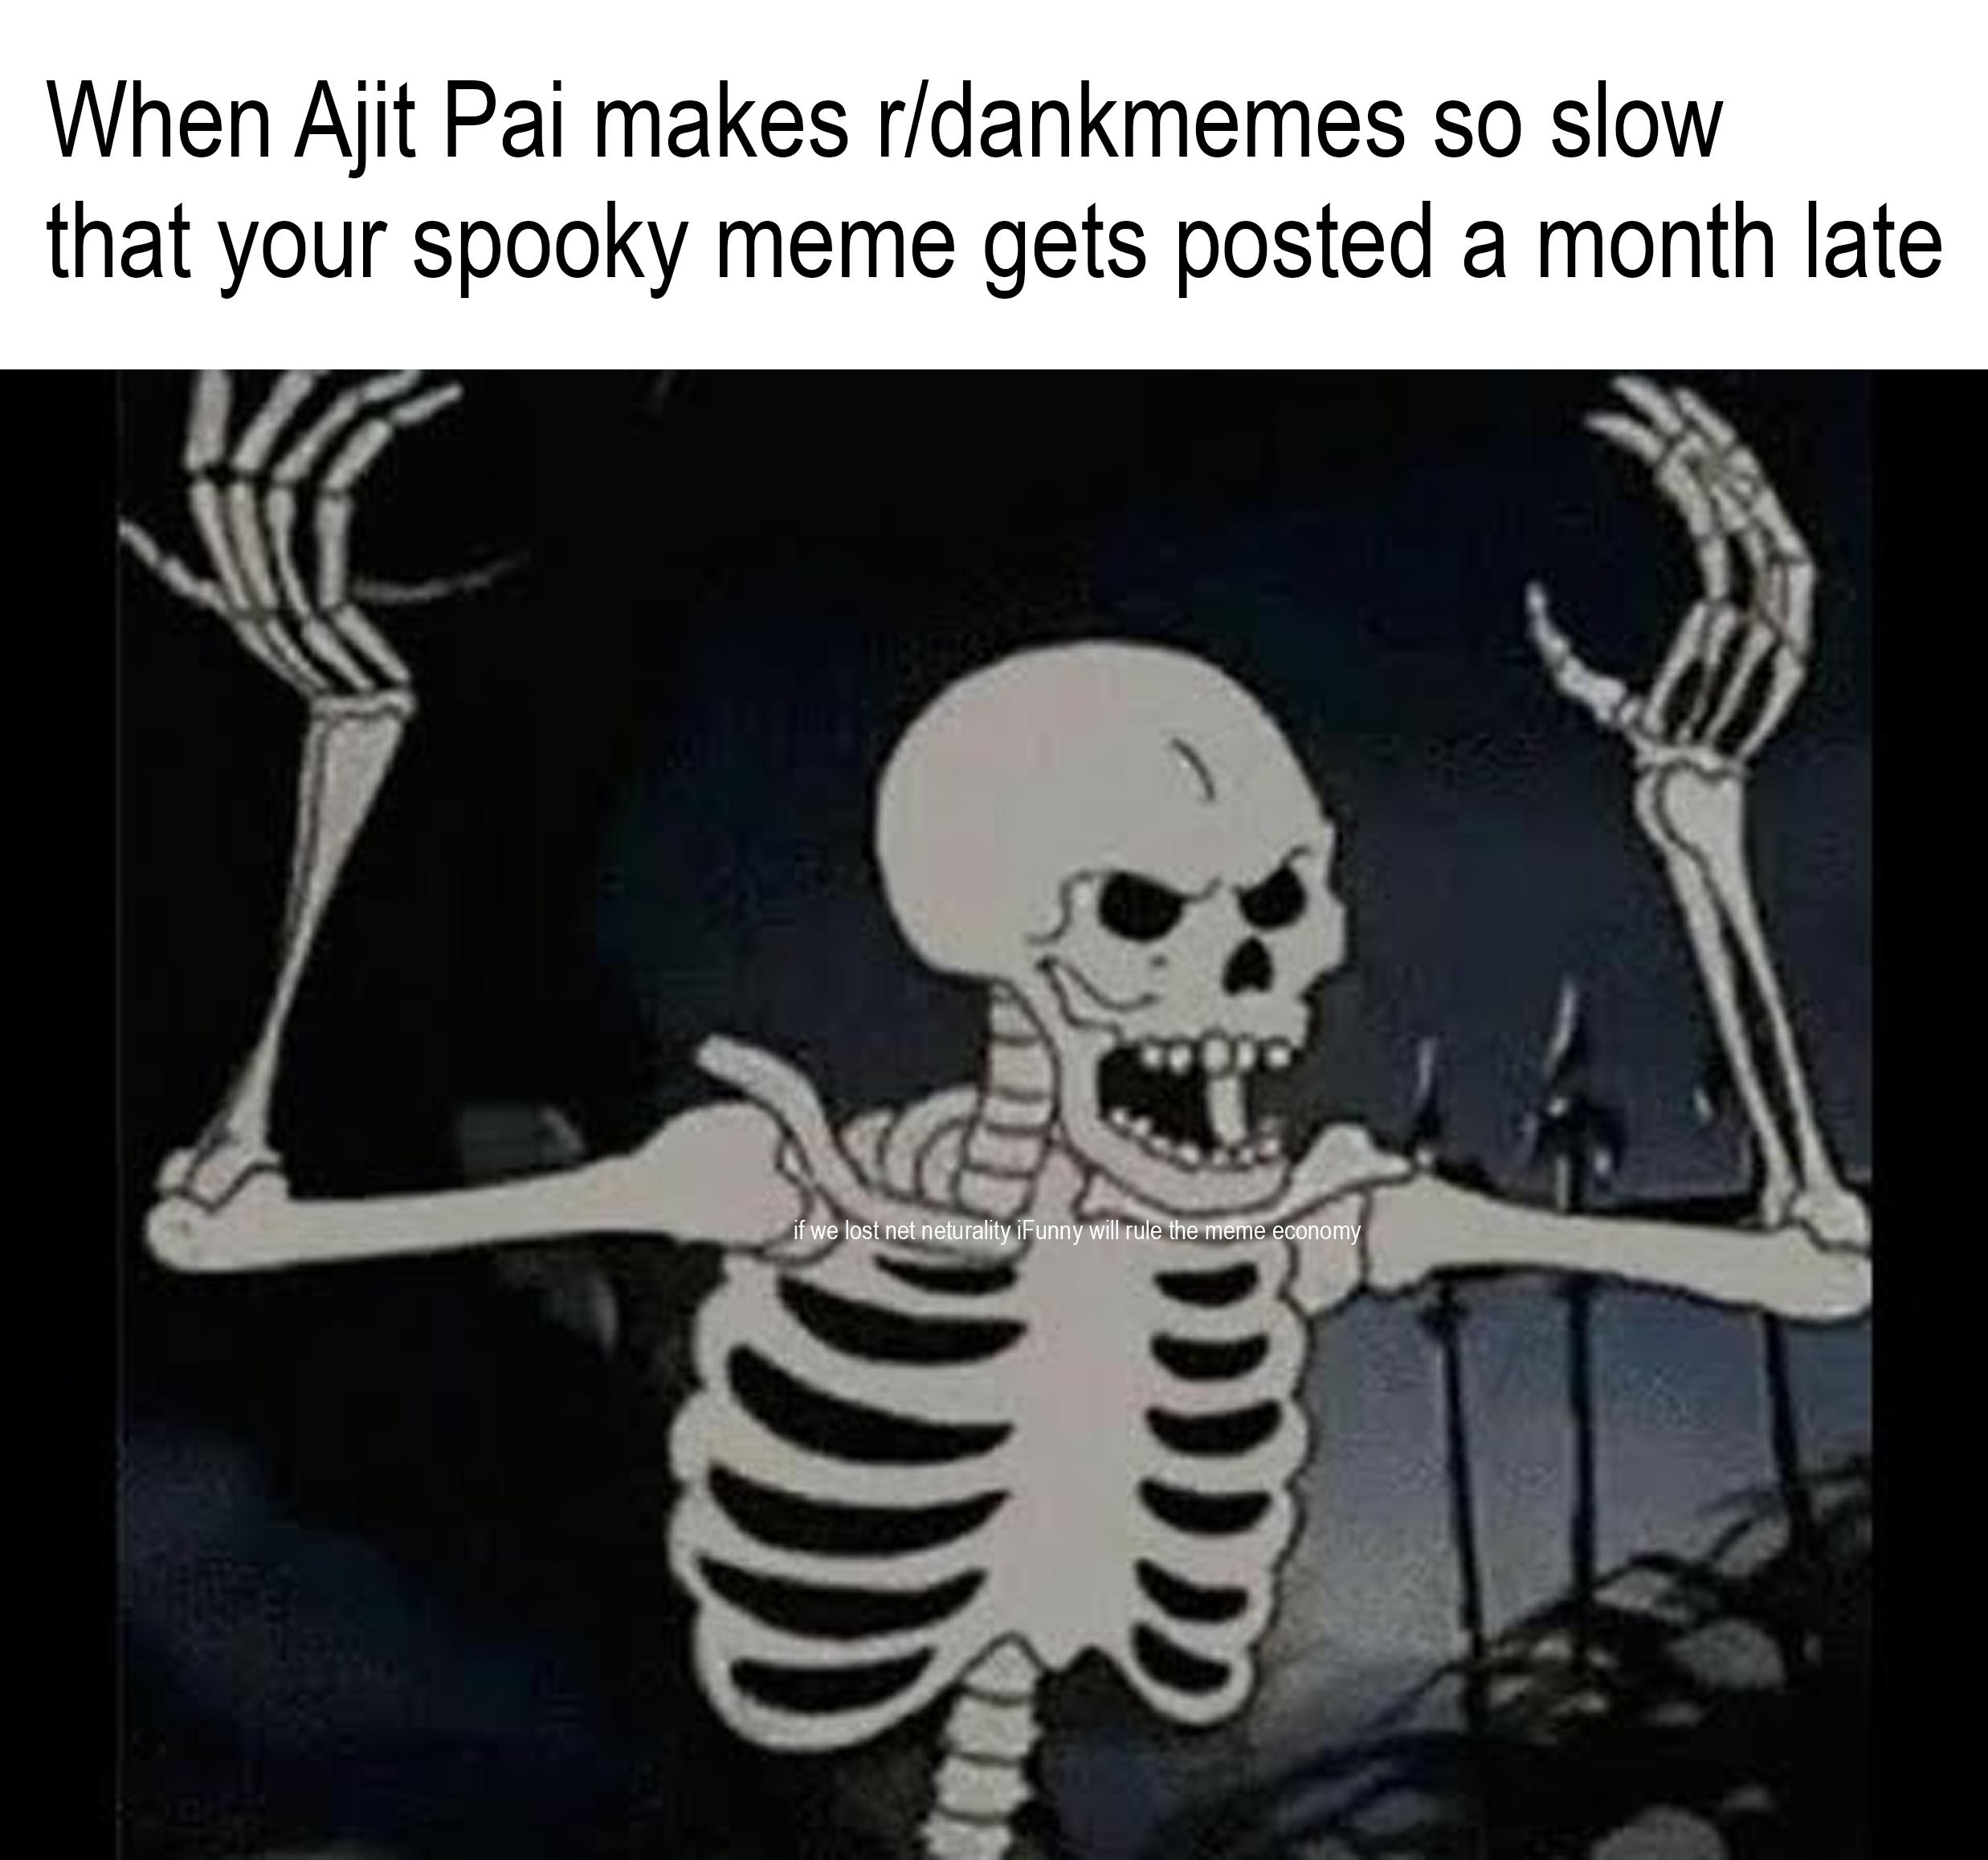 When Ajit Pai makes r/dankmemes so slow
that your spooky meme gets posted a month late
if we lost net neturality iFunny will rule the meme economy